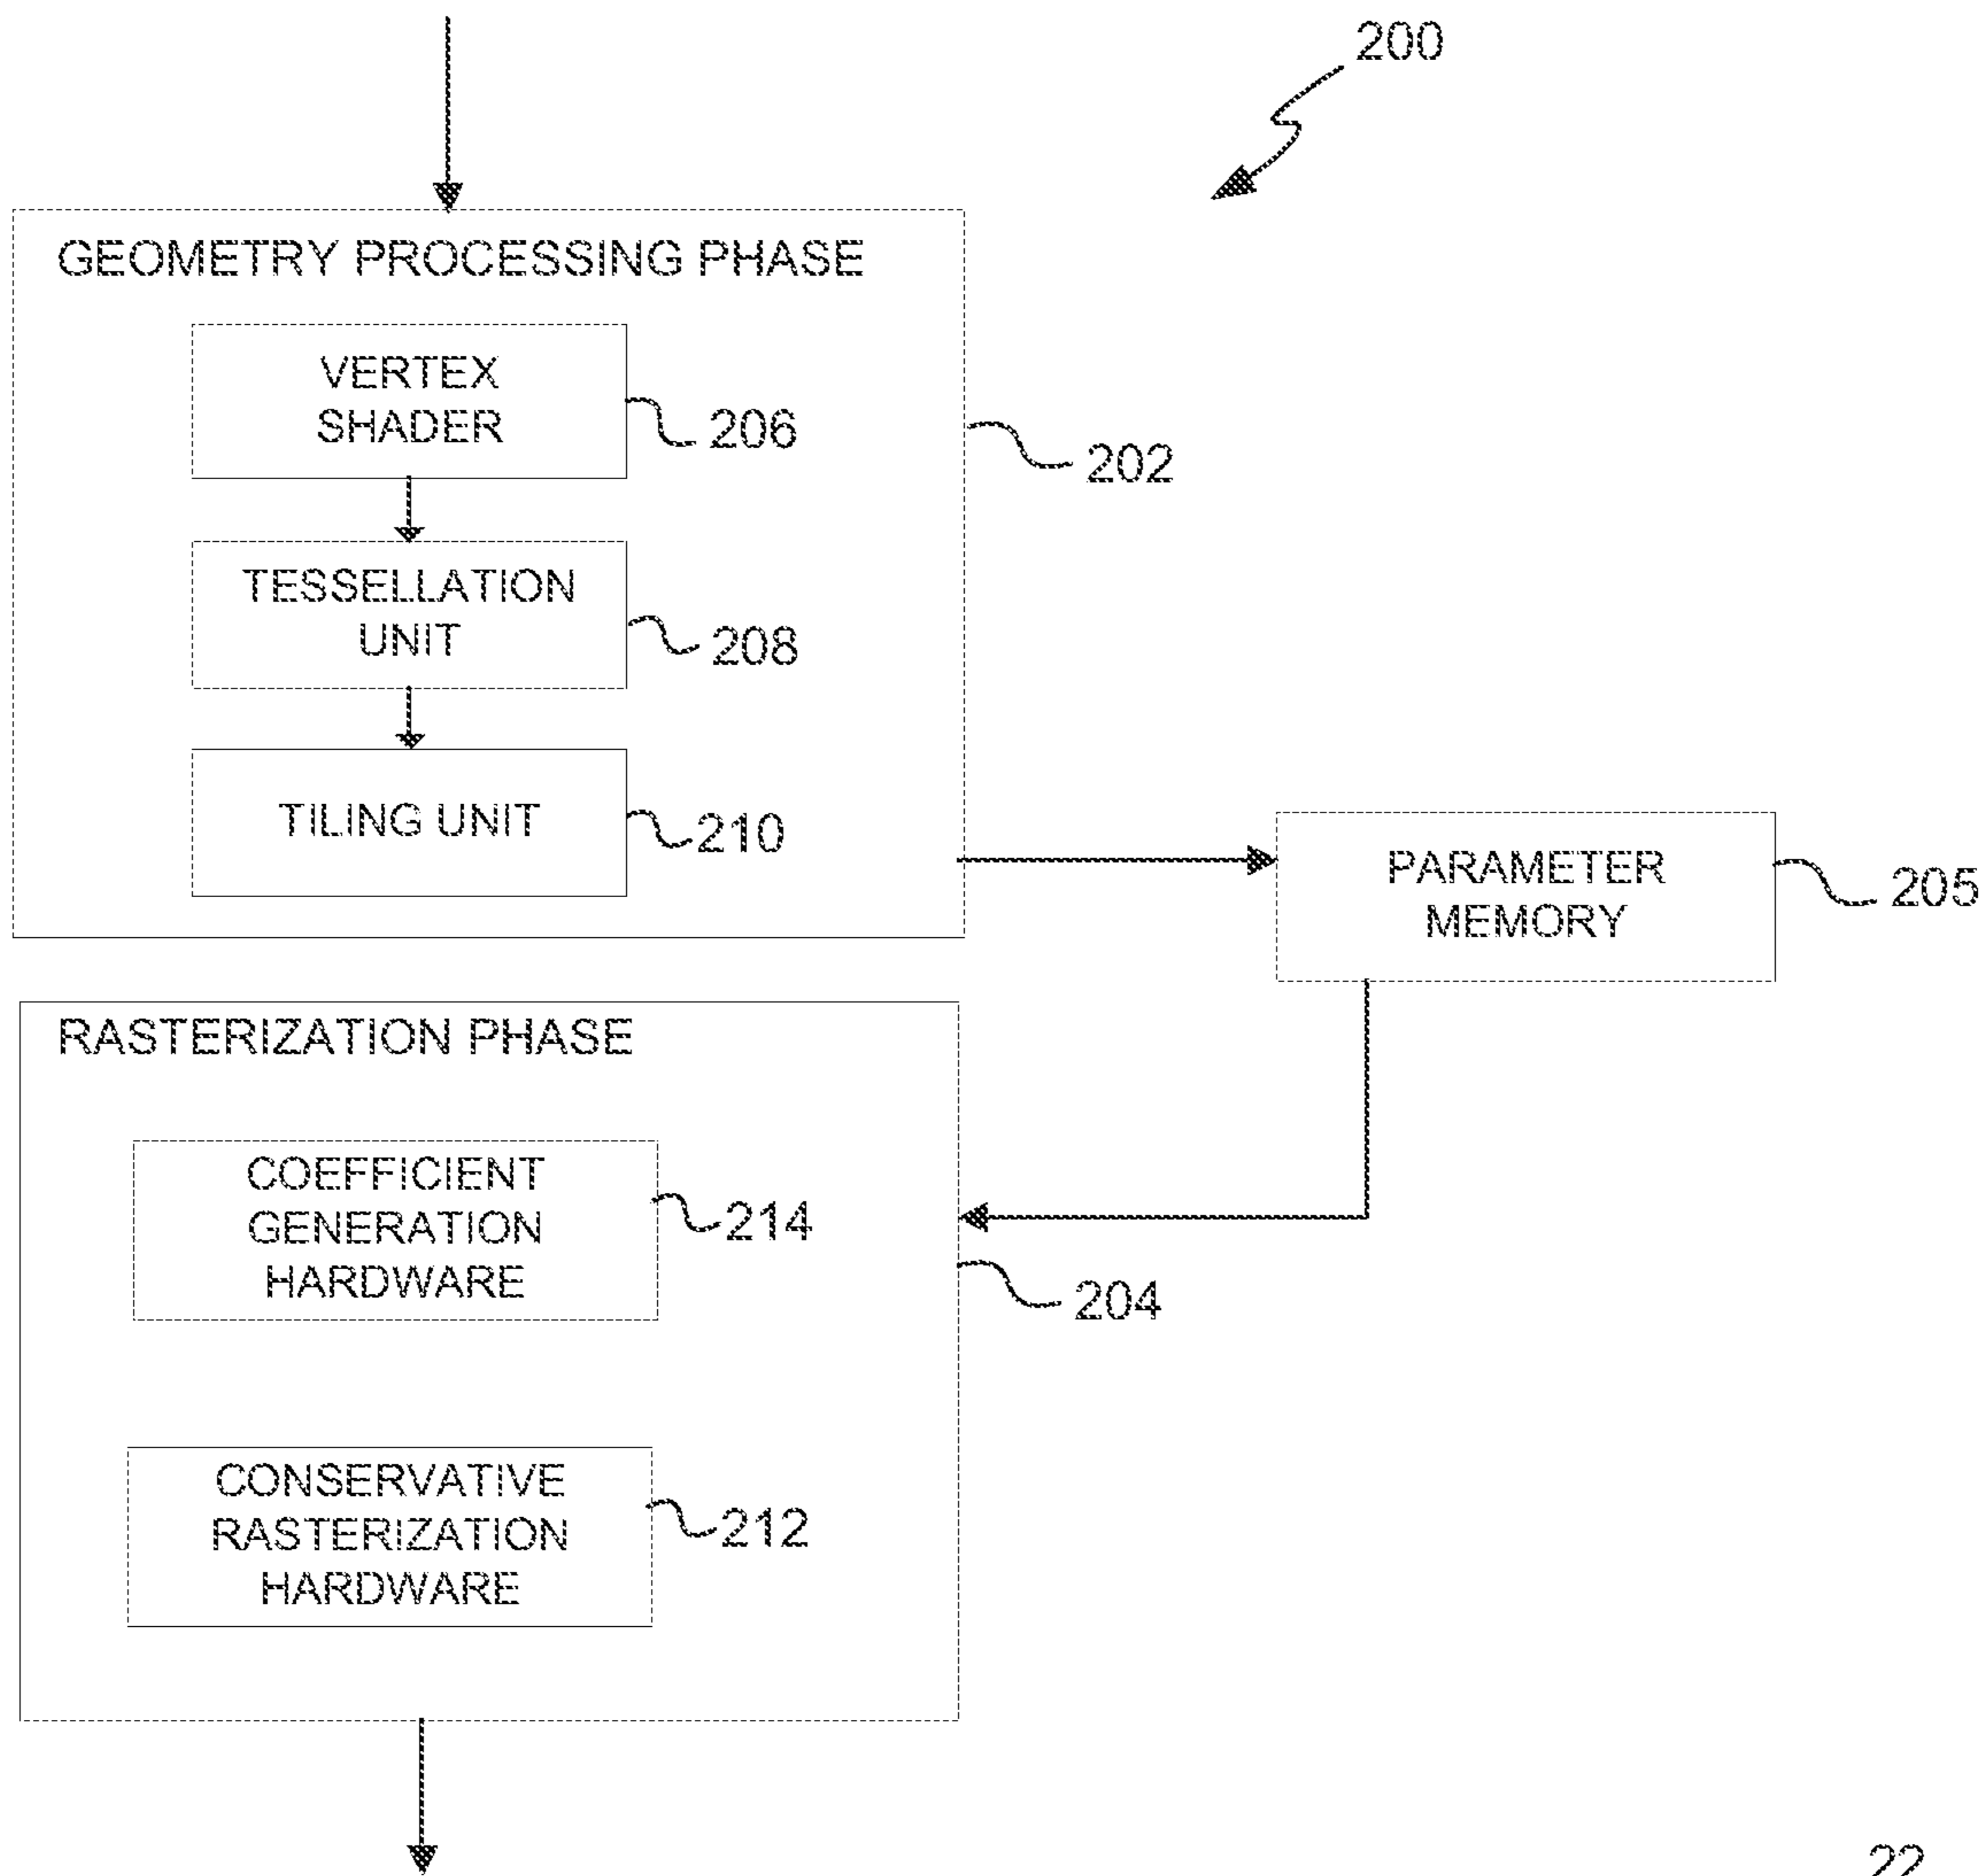 200
GEOMETRY PROCESSING PHASE
VERTEX
SHADER
206
202
TESSELLATION
UNIT
208
TILING UNIT
210
PARAMETER
MEMORY
205
RASTERIZATION PHASE
COEFFICIENT
GENERATION
HARDWARE
214
204
CONSERVATIVE
RASTERIZATION
HARDWARE
212
22